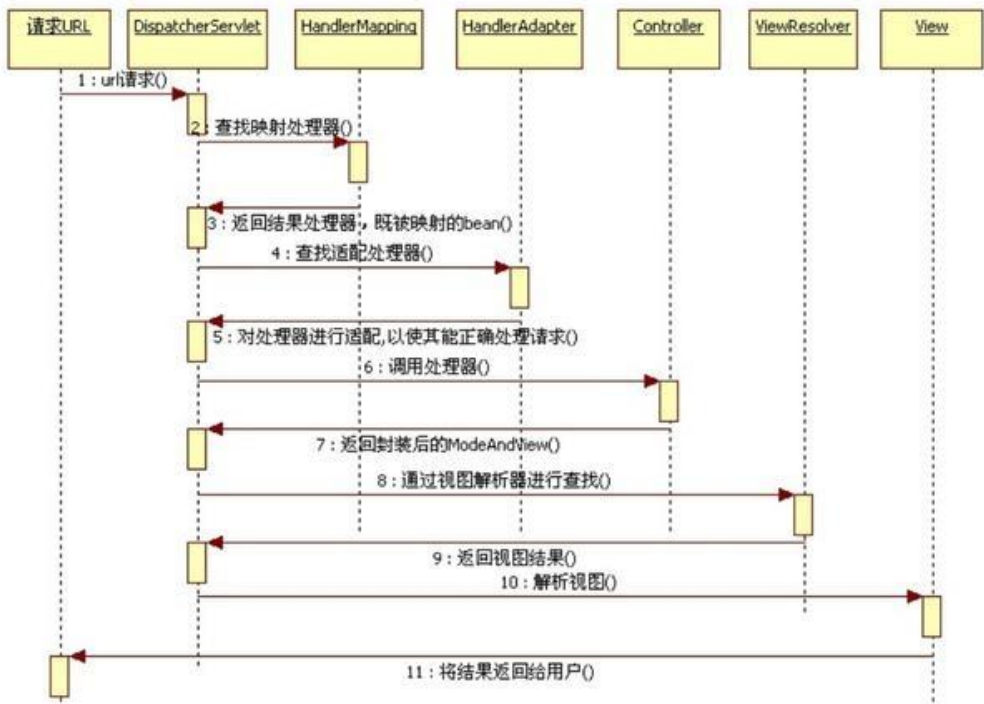 请求URL DispatcherServlet HandlerMapping HandlerAdapter Controller ViewResolver View
1 : url请求()
2 : 查找映射处理器()
3 : 返回结果处理器，既被映射的bean()
4 : 查找适配处理器()
5 : 对处理器进行适配,以使其能正确处理请求()
6 : 调用处理器()
7 : 返回封装后的ModeAndView()
8 : 通过视图解析器进行查找()
9 : 返回视图结果()
10 : 解析视图()
11 : 将结果返回给用户()